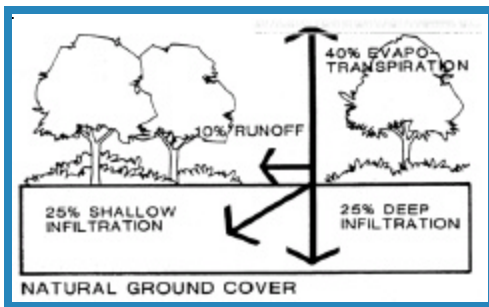 40% EVAPO-
TRANSPIRATION
10% RUNOFF
25% SHALLOW
INFILTRATION
25% DEEP
INFILTRATION
NATURAL GROUND COVER